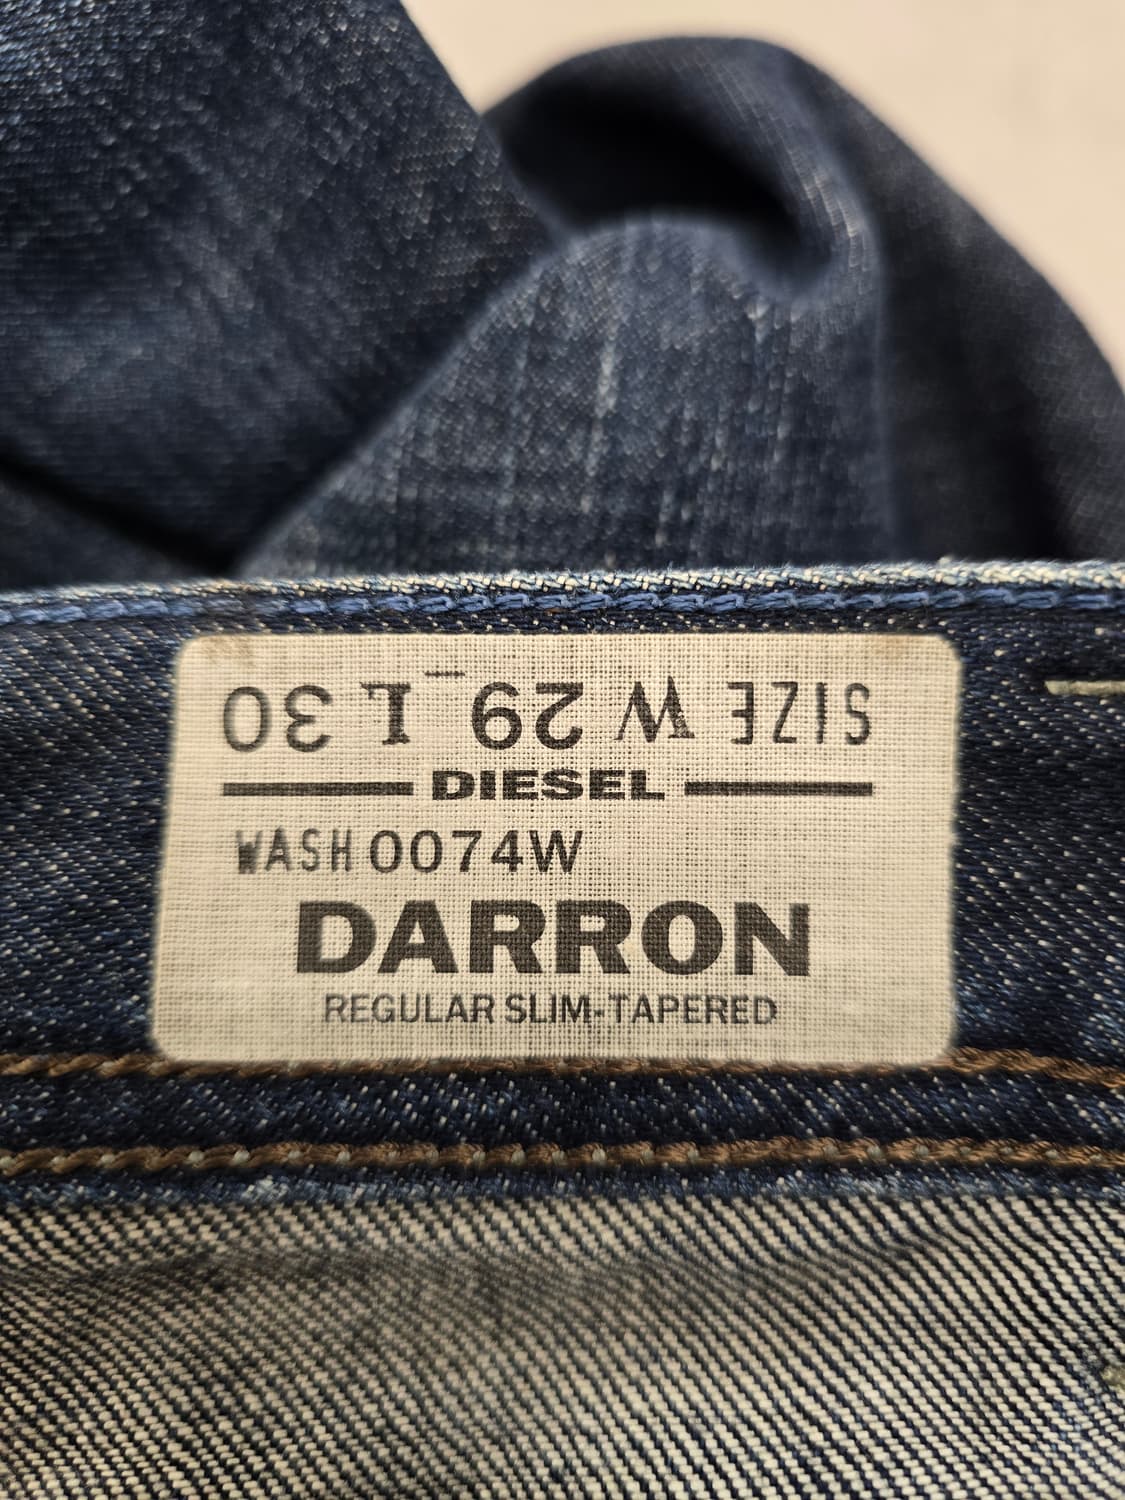 SIZE W 29 L 30
DIESEL
WASH 0074W
DARRON
REGULAR SLIM-TAPERED